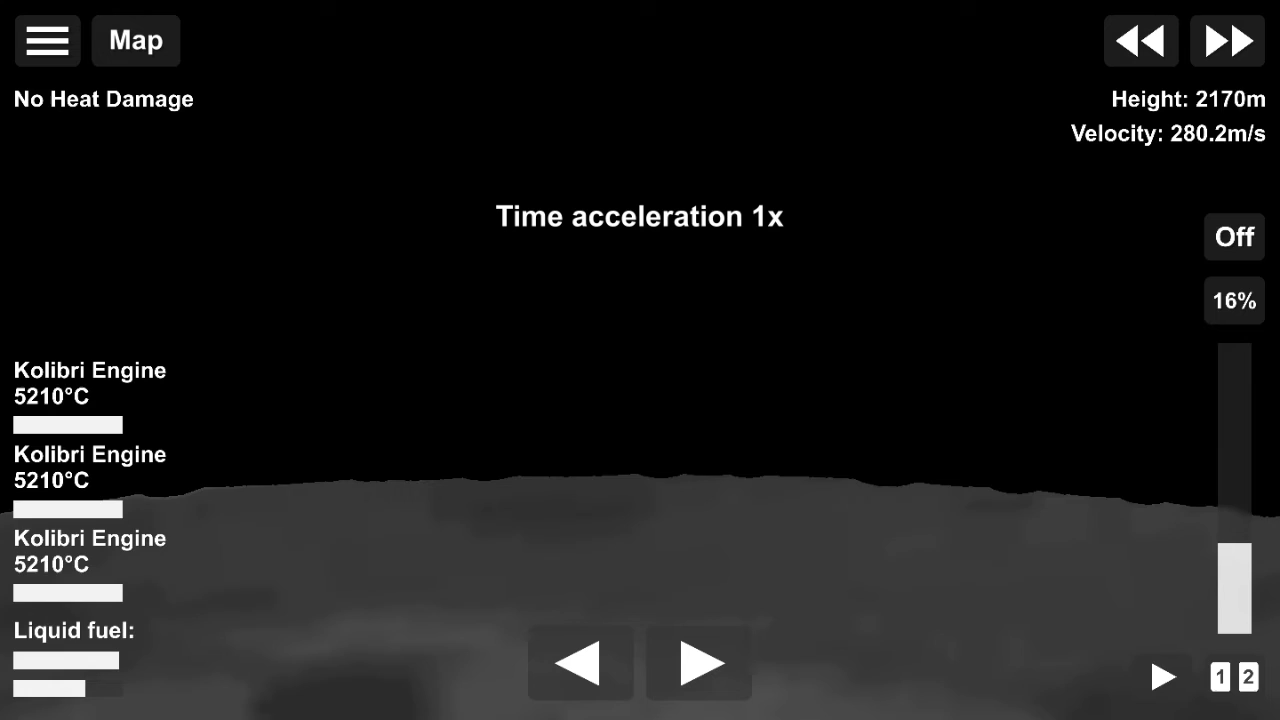 Map
No Heat Damage
Height: 2170m
Velocity: 280.2m/s
Time acceleration 1x
Off
16%
Kolibri Engine
5210°C
Kolibri Engine
5210°C
Kolibri Engine
5210°C
Liquid fuel:
1 2